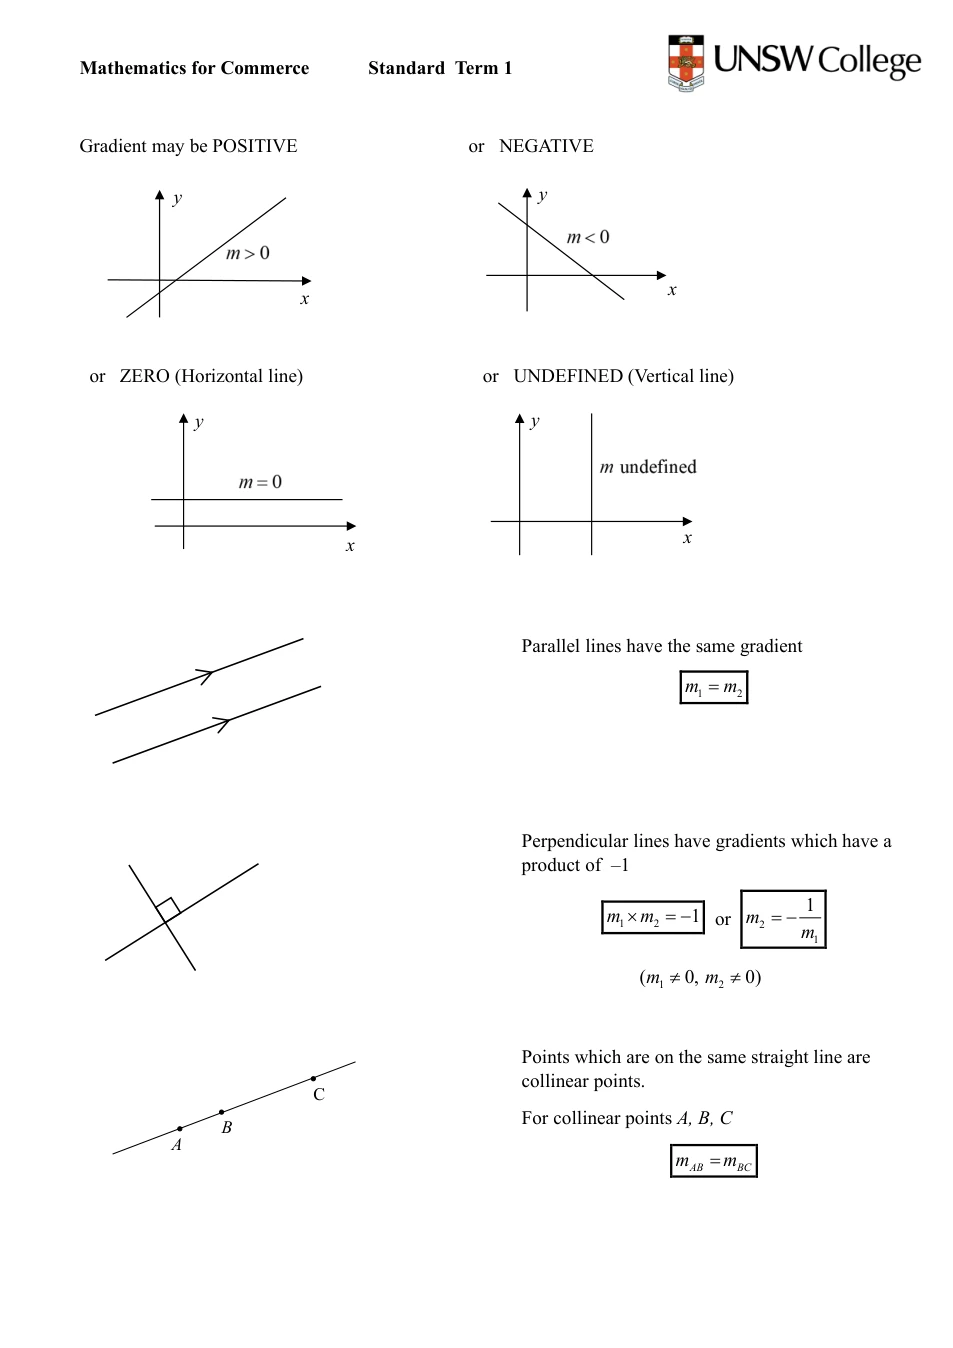 Mathematics for Commerce Standard Term 1
UNSW College
Gradient may be POSITIVE or NEGATIVE
y
m > 0
x
y
m < 0
x
or ZERO (Horizontal line) or UNDEFINED (Vertical line)
y
m = 0
x
y
m undefined
x
Parallel lines have the same gradient
m₁ = m₂
Perpendicular lines have gradients which have a
product of –1
m₁ × m₂ = −1 or m₂ = −1/m₁
(m₁ ≠ 0, m₂ ≠ 0)
Points which are on the same straight line are
collinear points.
C
B
A
For collinear points A, B, C
m_AB = m_BC